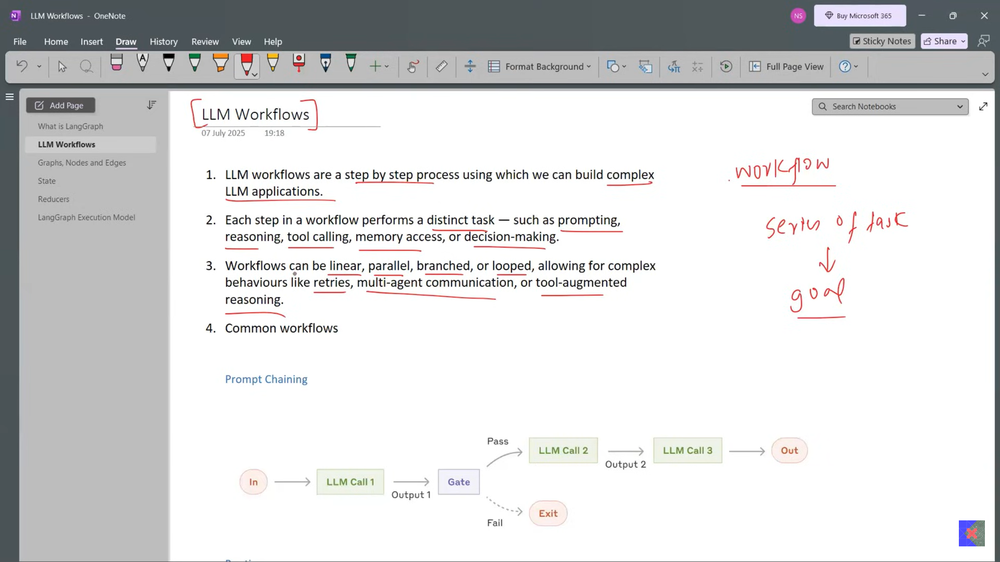 LLM Workflows - OneNote
NS
Buy Microsoft 365
File Home Insert Draw History Review View Help
Sticky Notes
Share
Format Background
Full Page View
Add Page
What is LangGraph
LLM Workflows
Graphs, Nodes and Edges
State
Reducers
LangGraph Execution Model
Search Notebooks
LLM Workflows
07 July 2025 19:18
1. LLM workflows are a step by step process using which we can build complex
LLM applications.
2. Each step in a workflow performs a distinct task — such as prompting,
reasoning, tool calling, memory access, or decision-making.
3. Workflows can be linear, parallel, branched, or looped, allowing for complex
behaviours like retries, multi-agent communication, or tool-augmented
reasoning.
4. Common workflows
workflow
series of task
goal
Prompt Chaining
In
LLM Call 1
Output 1
Gate
Pass
LLM Call 2
Output 2
LLM Call 3
Out
Fail
Exit